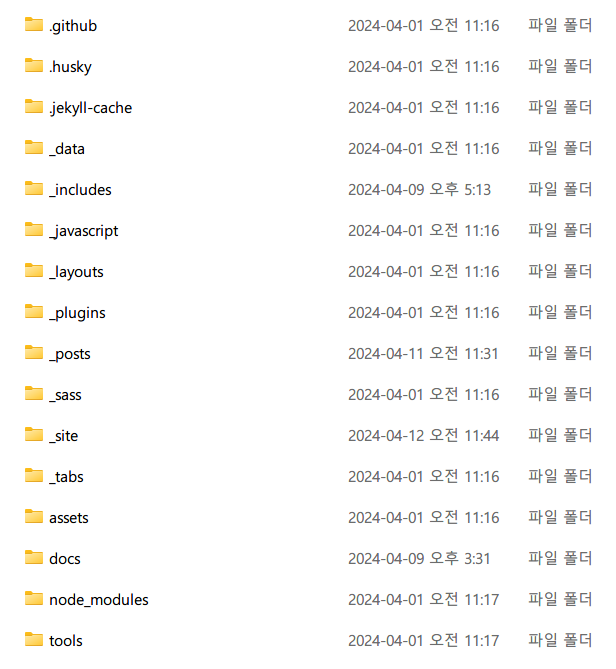 .github 2024-04-01 오전 11:16 파일 폴더
.husky 2024-04-01 오전 11:16 파일 폴더
.jekyll-cache 2024-04-01 오전 11:16 파일 폴더
_data 2024-04-01 오전 11:16 파일 폴더
_includes 2024-04-09 오후 5:13 파일 폴더
_javascript 2024-04-01 오전 11:16 파일 폴더
_layouts 2024-04-01 오전 11:16 파일 폴더
_plugins 2024-04-01 오전 11:16 파일 폴더
_posts 2024-04-11 오전 11:31 파일 폴더
_sass 2024-04-01 오전 11:16 파일 폴더
_site 2024-04-12 오전 11:44 파일 폴더
_tabs 2024-04-01 오전 11:16 파일 폴더
assets 2024-04-01 오전 11:16 파일 폴더
docs 2024-04-09 오후 3:31 파일 폴더
node_modules 2024-04-01 오전 11:17 파일 폴더
tools 2024-04-01 오전 11:17 파일 폴더